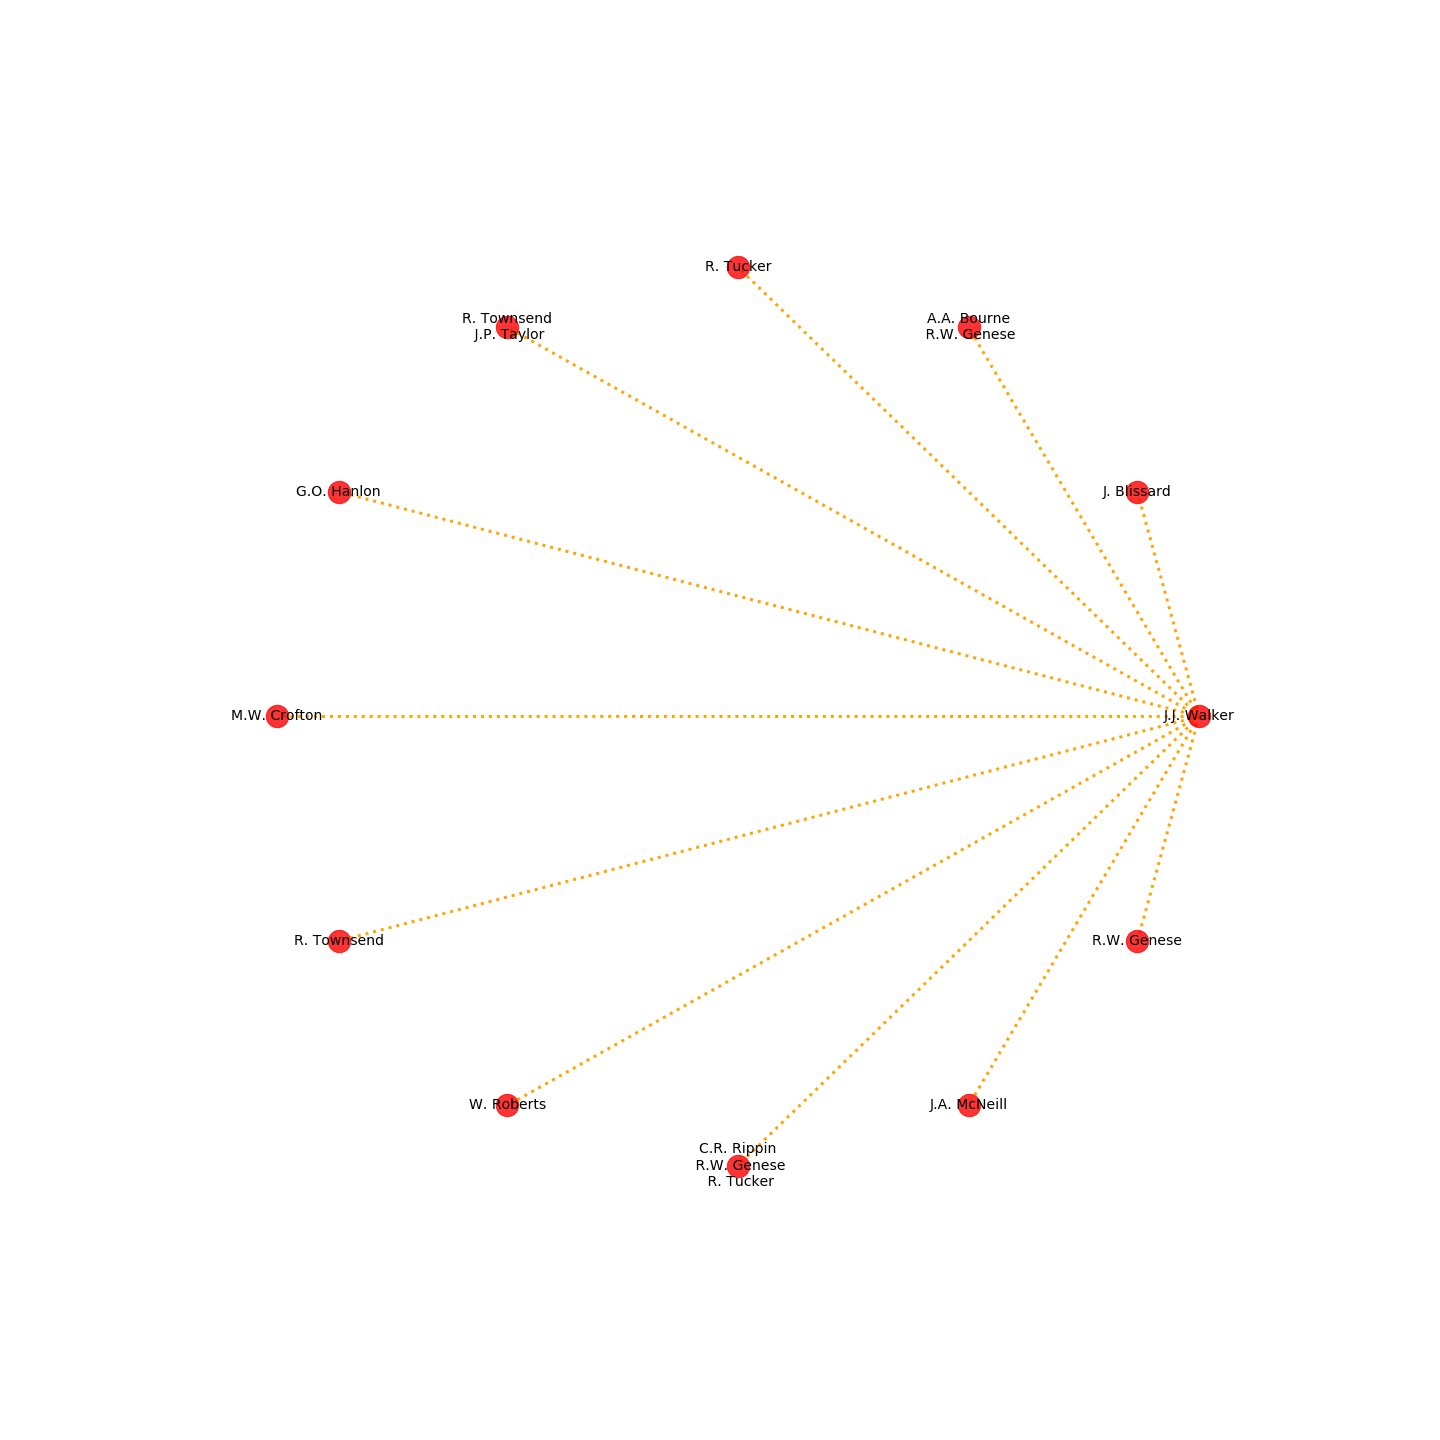 R. Tucker
R. Townsend
J.P. Taylor
A.A. Bourne
R.W. Genese
G.O. Hanlon
J. Blissard
M.W. Crofton
J.J. Walker
R. Townsend
R.W. Genese
W. Roberts
J.A. McNeill
C.R. Rippin
R.W. Genese
R. Tucker